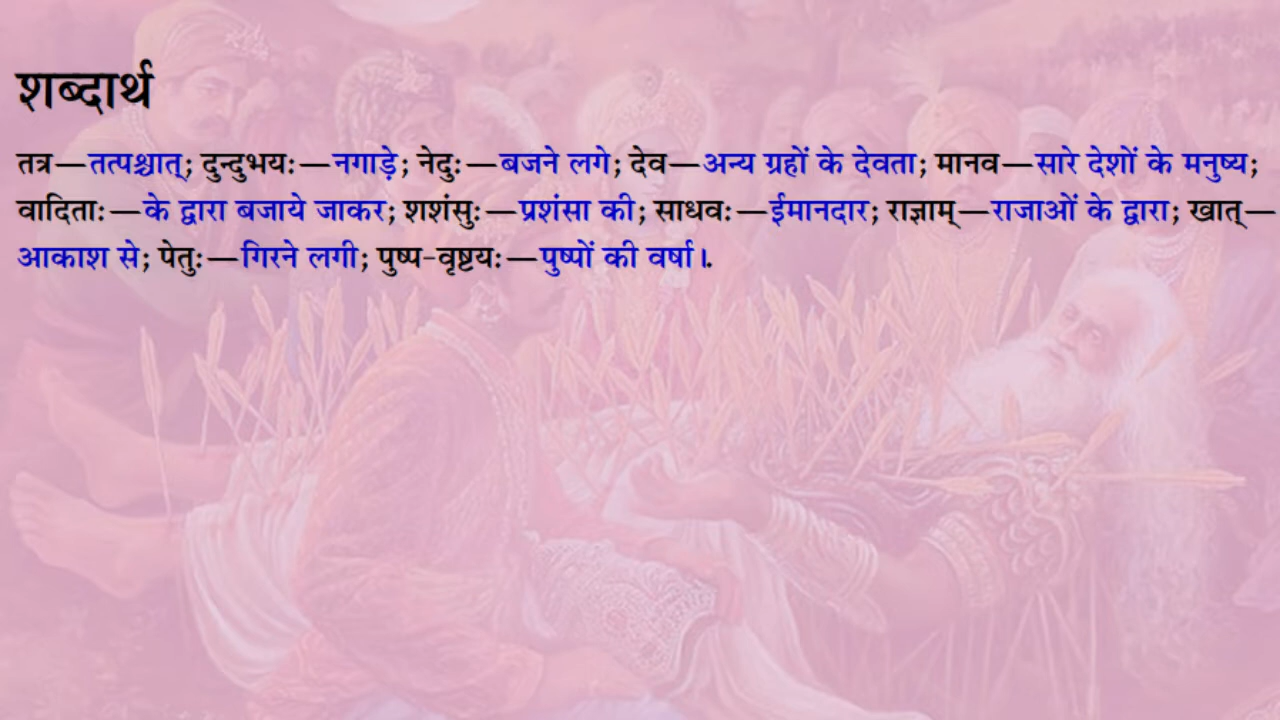 शब्दार्थ
तत्र—तत्पश्चात्; दुन्दुभयः—नगाड़े; नेदुः—बजने लगे; देव—अन्य ग्रहों के देवता; मानव—सारे देशों के मनुष्य;
वादिताः—के द्वारा बजाये जाकर; शशंसुः—प्रशंसा की; साधवः—ईमानदार; राज्ञाम्—राजाओं के द्वारा; खात्—
आकाश से; पेतुः—गिरने लगी; पुष्प-वृष्टयः—पुष्पों की वर्षा।.